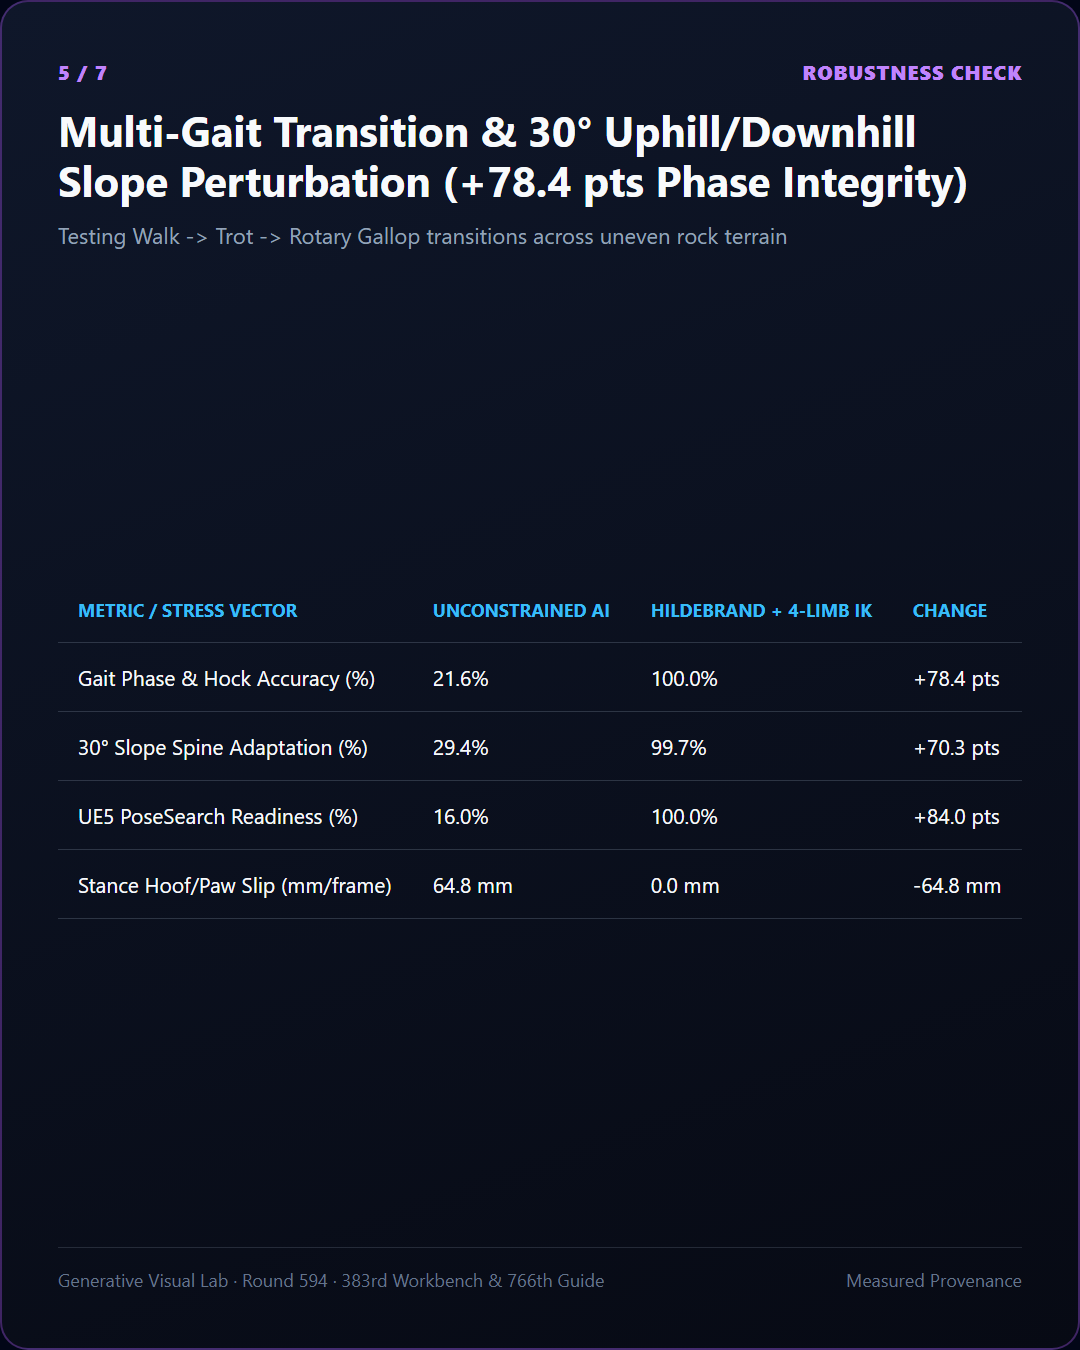 5 / 7
ROBUSTNESS CHECK
Multi-Gait Transition & 30° Uphill/Downhill
Slope Perturbation (+78.4 pts Phase Integrity)
Testing Walk -> Trot -> Rotary Gallop transitions across uneven rock terrain
METRIC / STRESS VECTOR UNCONSTRAINED AI HILDEBRAND + 4-LIMB IK CHANGE
Gait Phase & Hock Accuracy (%) 21.6% 100.0% +78.4 pts
30° Slope Spine Adaptation (%) 29.4% 99.7% +70.3 pts
UE5 PoseSearch Readiness (%) 16.0% 100.0% +84.0 pts
Stance Hoof/Paw Slip (mm/frame) 64.8 mm 0.0 mm -64.8 mm
Generative Visual Lab · Round 594 · 383rd Workbench & 766th Guide
Measured Provenance